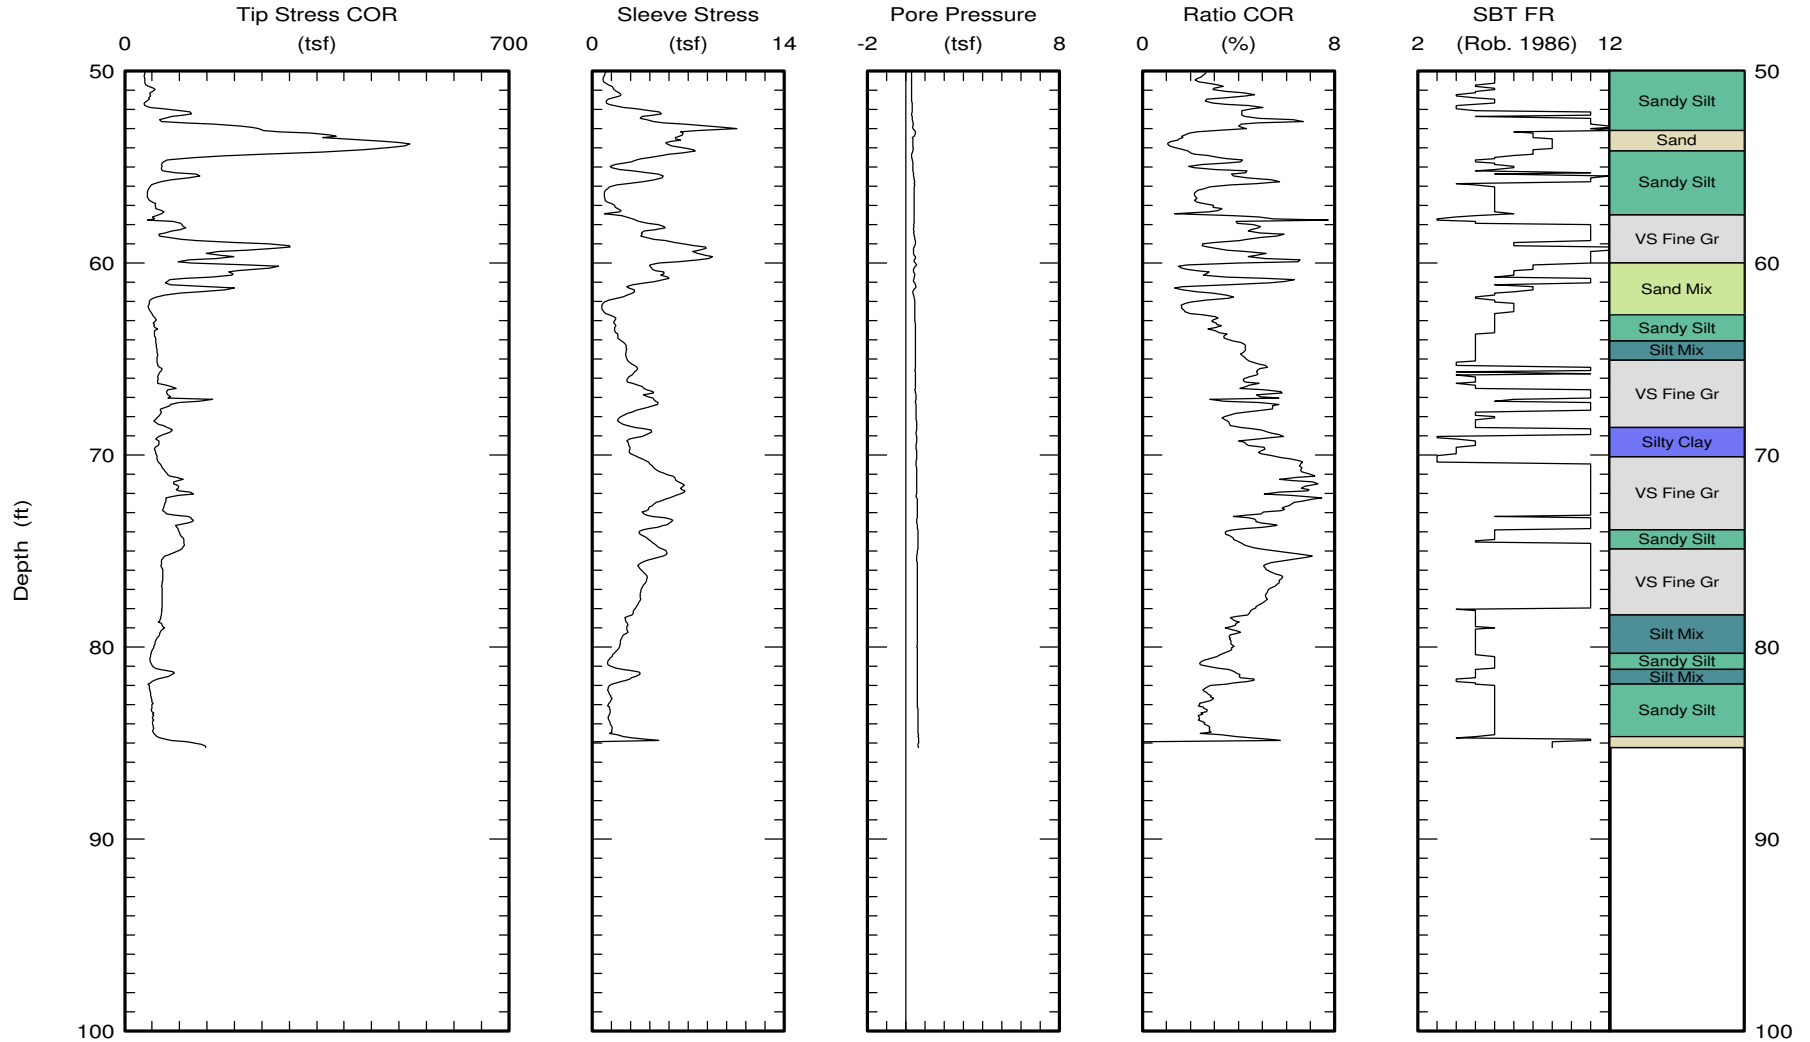 Tip Stress COR Sleeve Stress Pore Pressure Ratio COR SBT FR
0 (tsf) 700 0 (tsf) 14 -2 (tsf) 8 0 (%) 8 2 (Rob. 1986) 12
50 50
Sandy Silt
Sand
Sandy Silt
VS Fine Gr
60 60
Sand Mix
Sandy Silt
Silt Mix
VS Fine Gr
Silty Clay
70 70
VS Fine Gr
Sandy Silt
Depth (ft)
VS Fine Gr
Silt Mix
80 80
Sandy Silt
Silt Mix
Sandy Silt
90 90
100 100